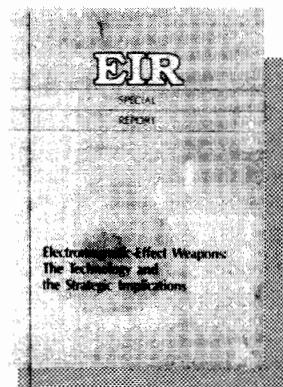 EIR
SPECIAL
REPORT
Electromagnetic-Effect Weapons:
The Technology and
the Strategic Implications